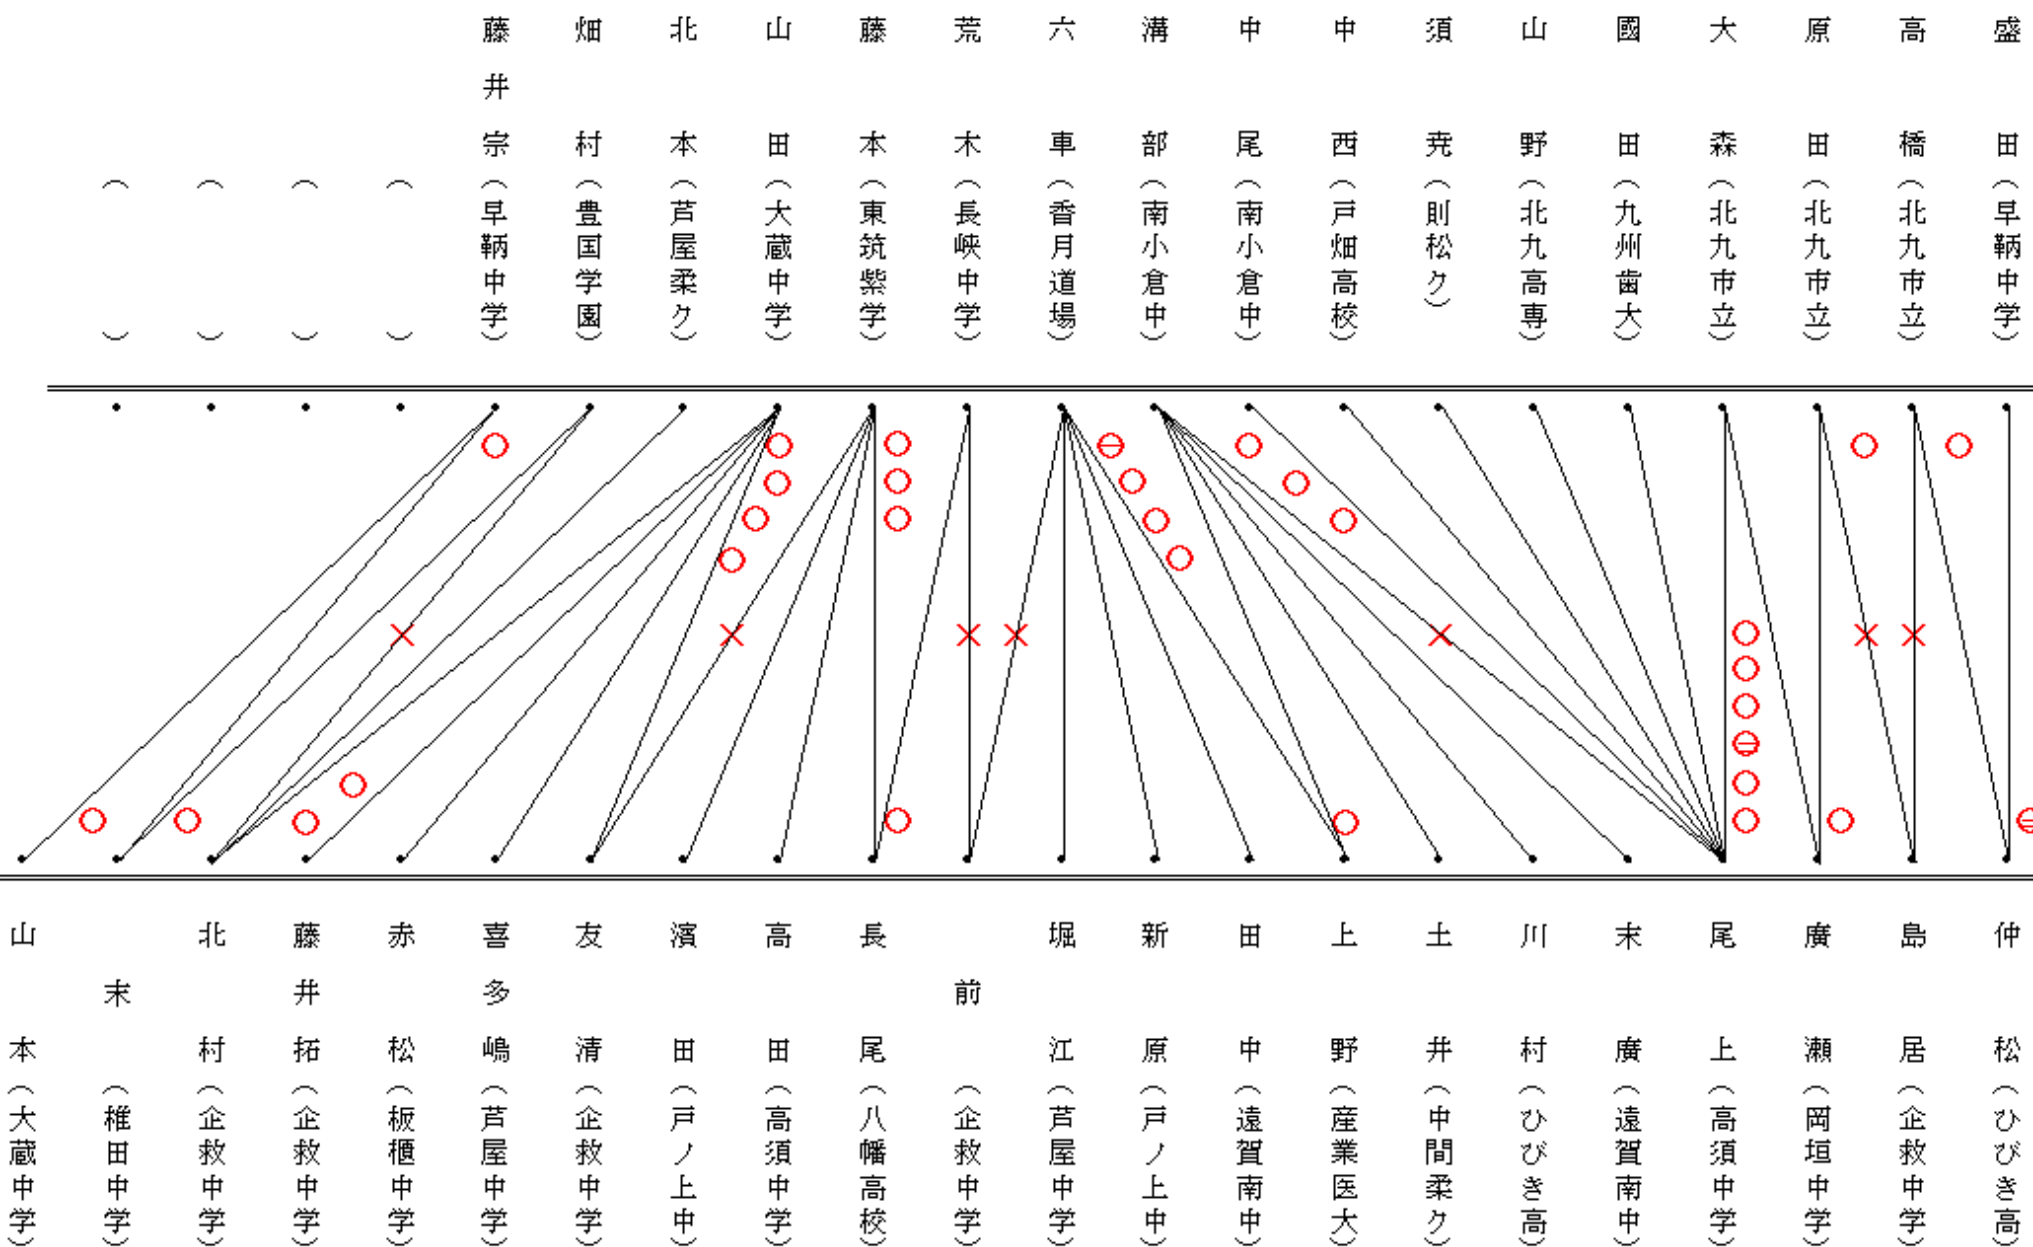 盛田（早鞆中学）
高橋（北九市立）
原田（北九市立）
大森（北九市立）
國田（九州歯大）
山野（北九高専）
須尭（則松ク）
中西（戸畑高校）
中尾（南小倉中）
溝部（南小倉中）
六車（香月道場）
荒木（長峡中学）
藤本（東筑紫学）
山田（大蔵中学）
北本（芦屋柔ク）
畑村（豊国学園）
藤井宗（早鞆中学）
（　　　　）
（　　　　）
（　　　　）
（　　　　）
仲松（ひびき高）
島居（企救中学）
廣瀬（岡垣中学）
尾上（高須中学）
末廣（遠賀南中）
川村（ひびき高）
土井（中間柔ク）
上野（産業医大）
田中（遠賀南中）
新原（戸ノ上中）
堀江（芦屋中学）
前（企救中学）
長尾（八幡高校）
高田（高須中学）
濱田（戸ノ上中）
友清（企救中学）
喜多嶋（芦屋中学）
赤松（板櫃中学）
藤井拓（企救中学）
北村（企救中学）
末（椎田中学）
山本（大蔵中学）